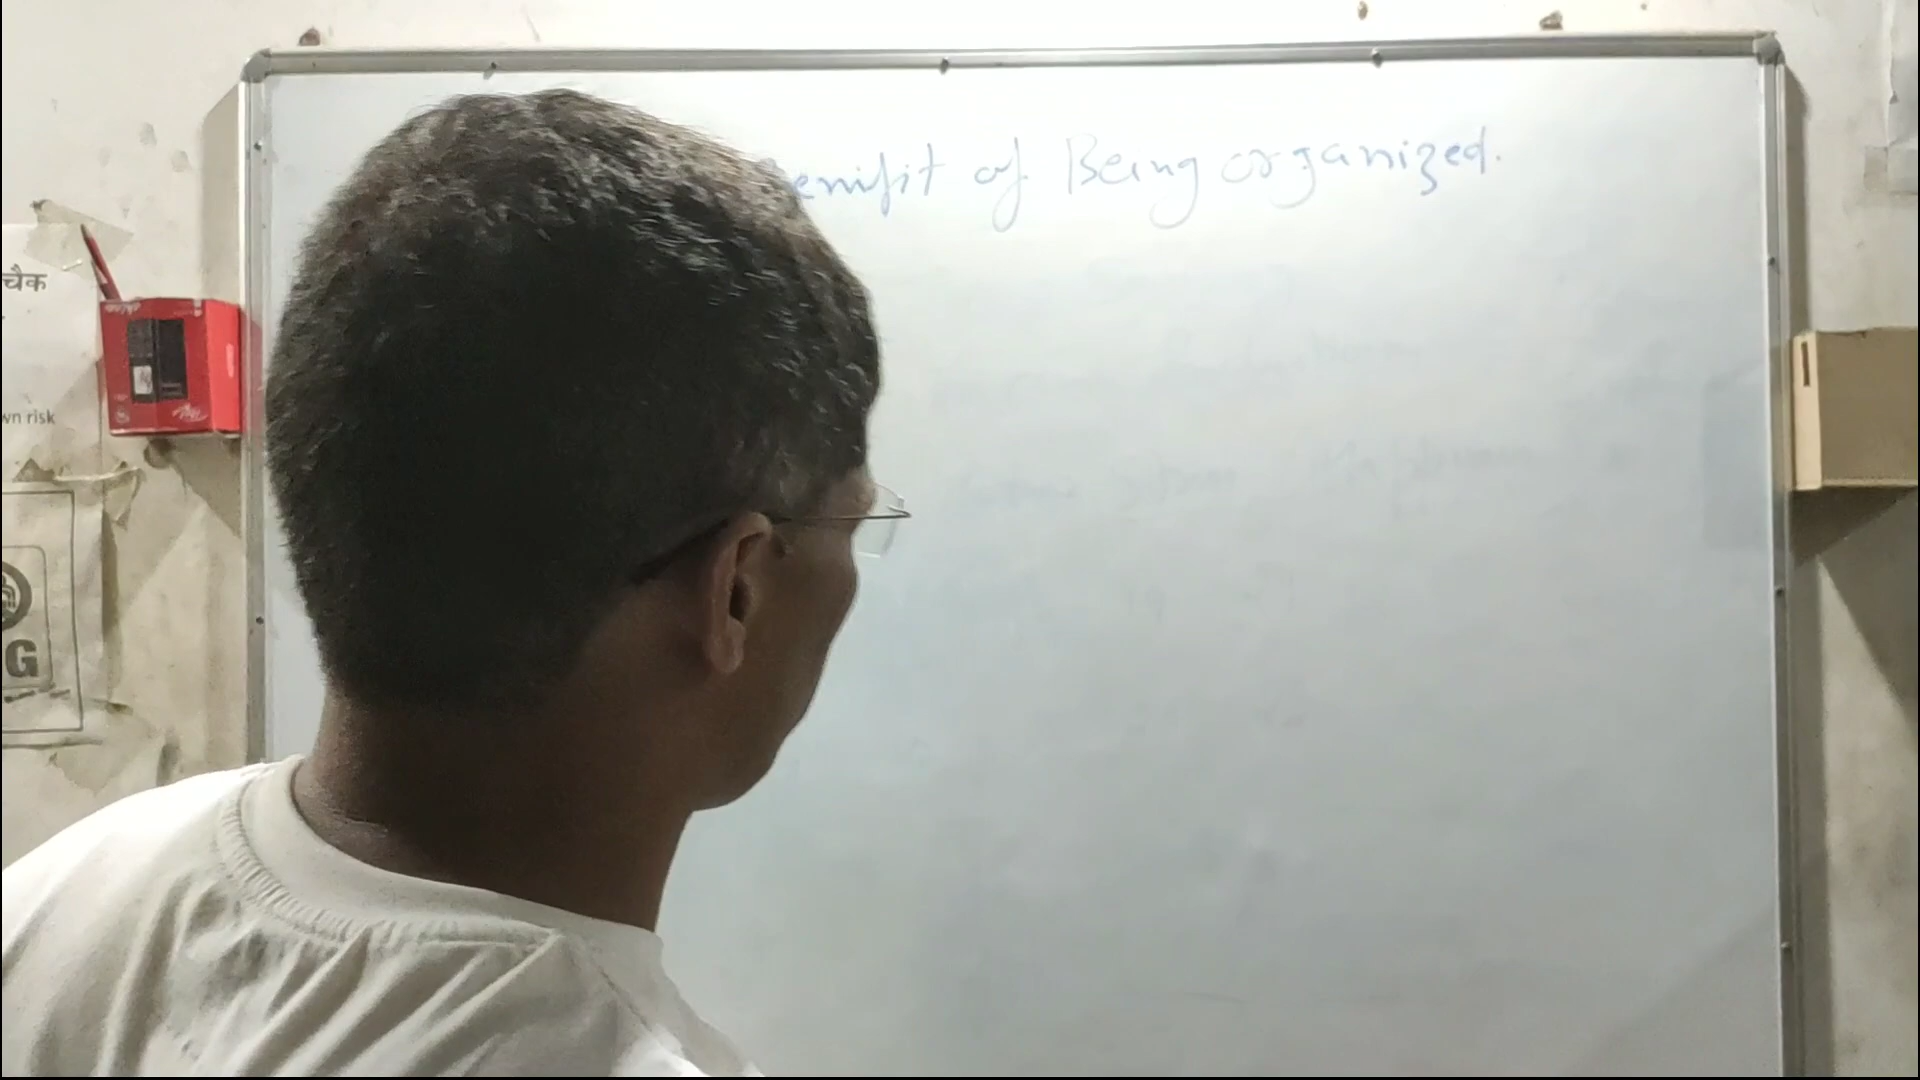 enifit of Being organized.
चैक
wn risk
G